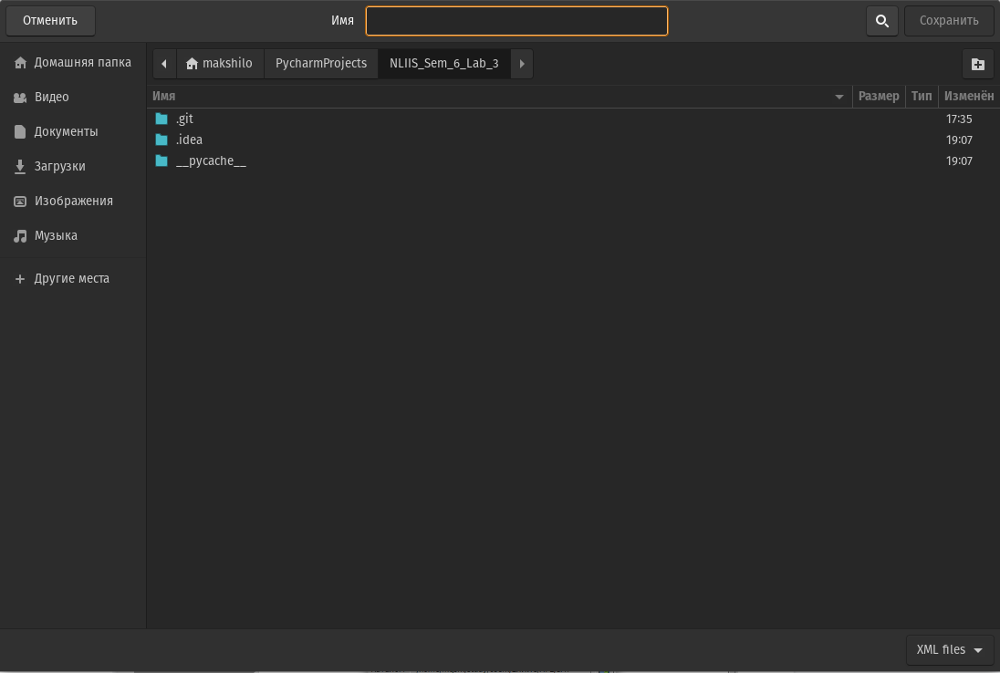 Отменить Имя Сохранить
Домашняя папка
Видео
Документы
Загрузки
Изображения
Музыка
Другие места
makshilo PycharmProjects NLIIS_Sem_6_Lab_3
Имя Размер Тип Изменён
.git 17:35
.idea 19:07
__pycache__ 19:07
XML files